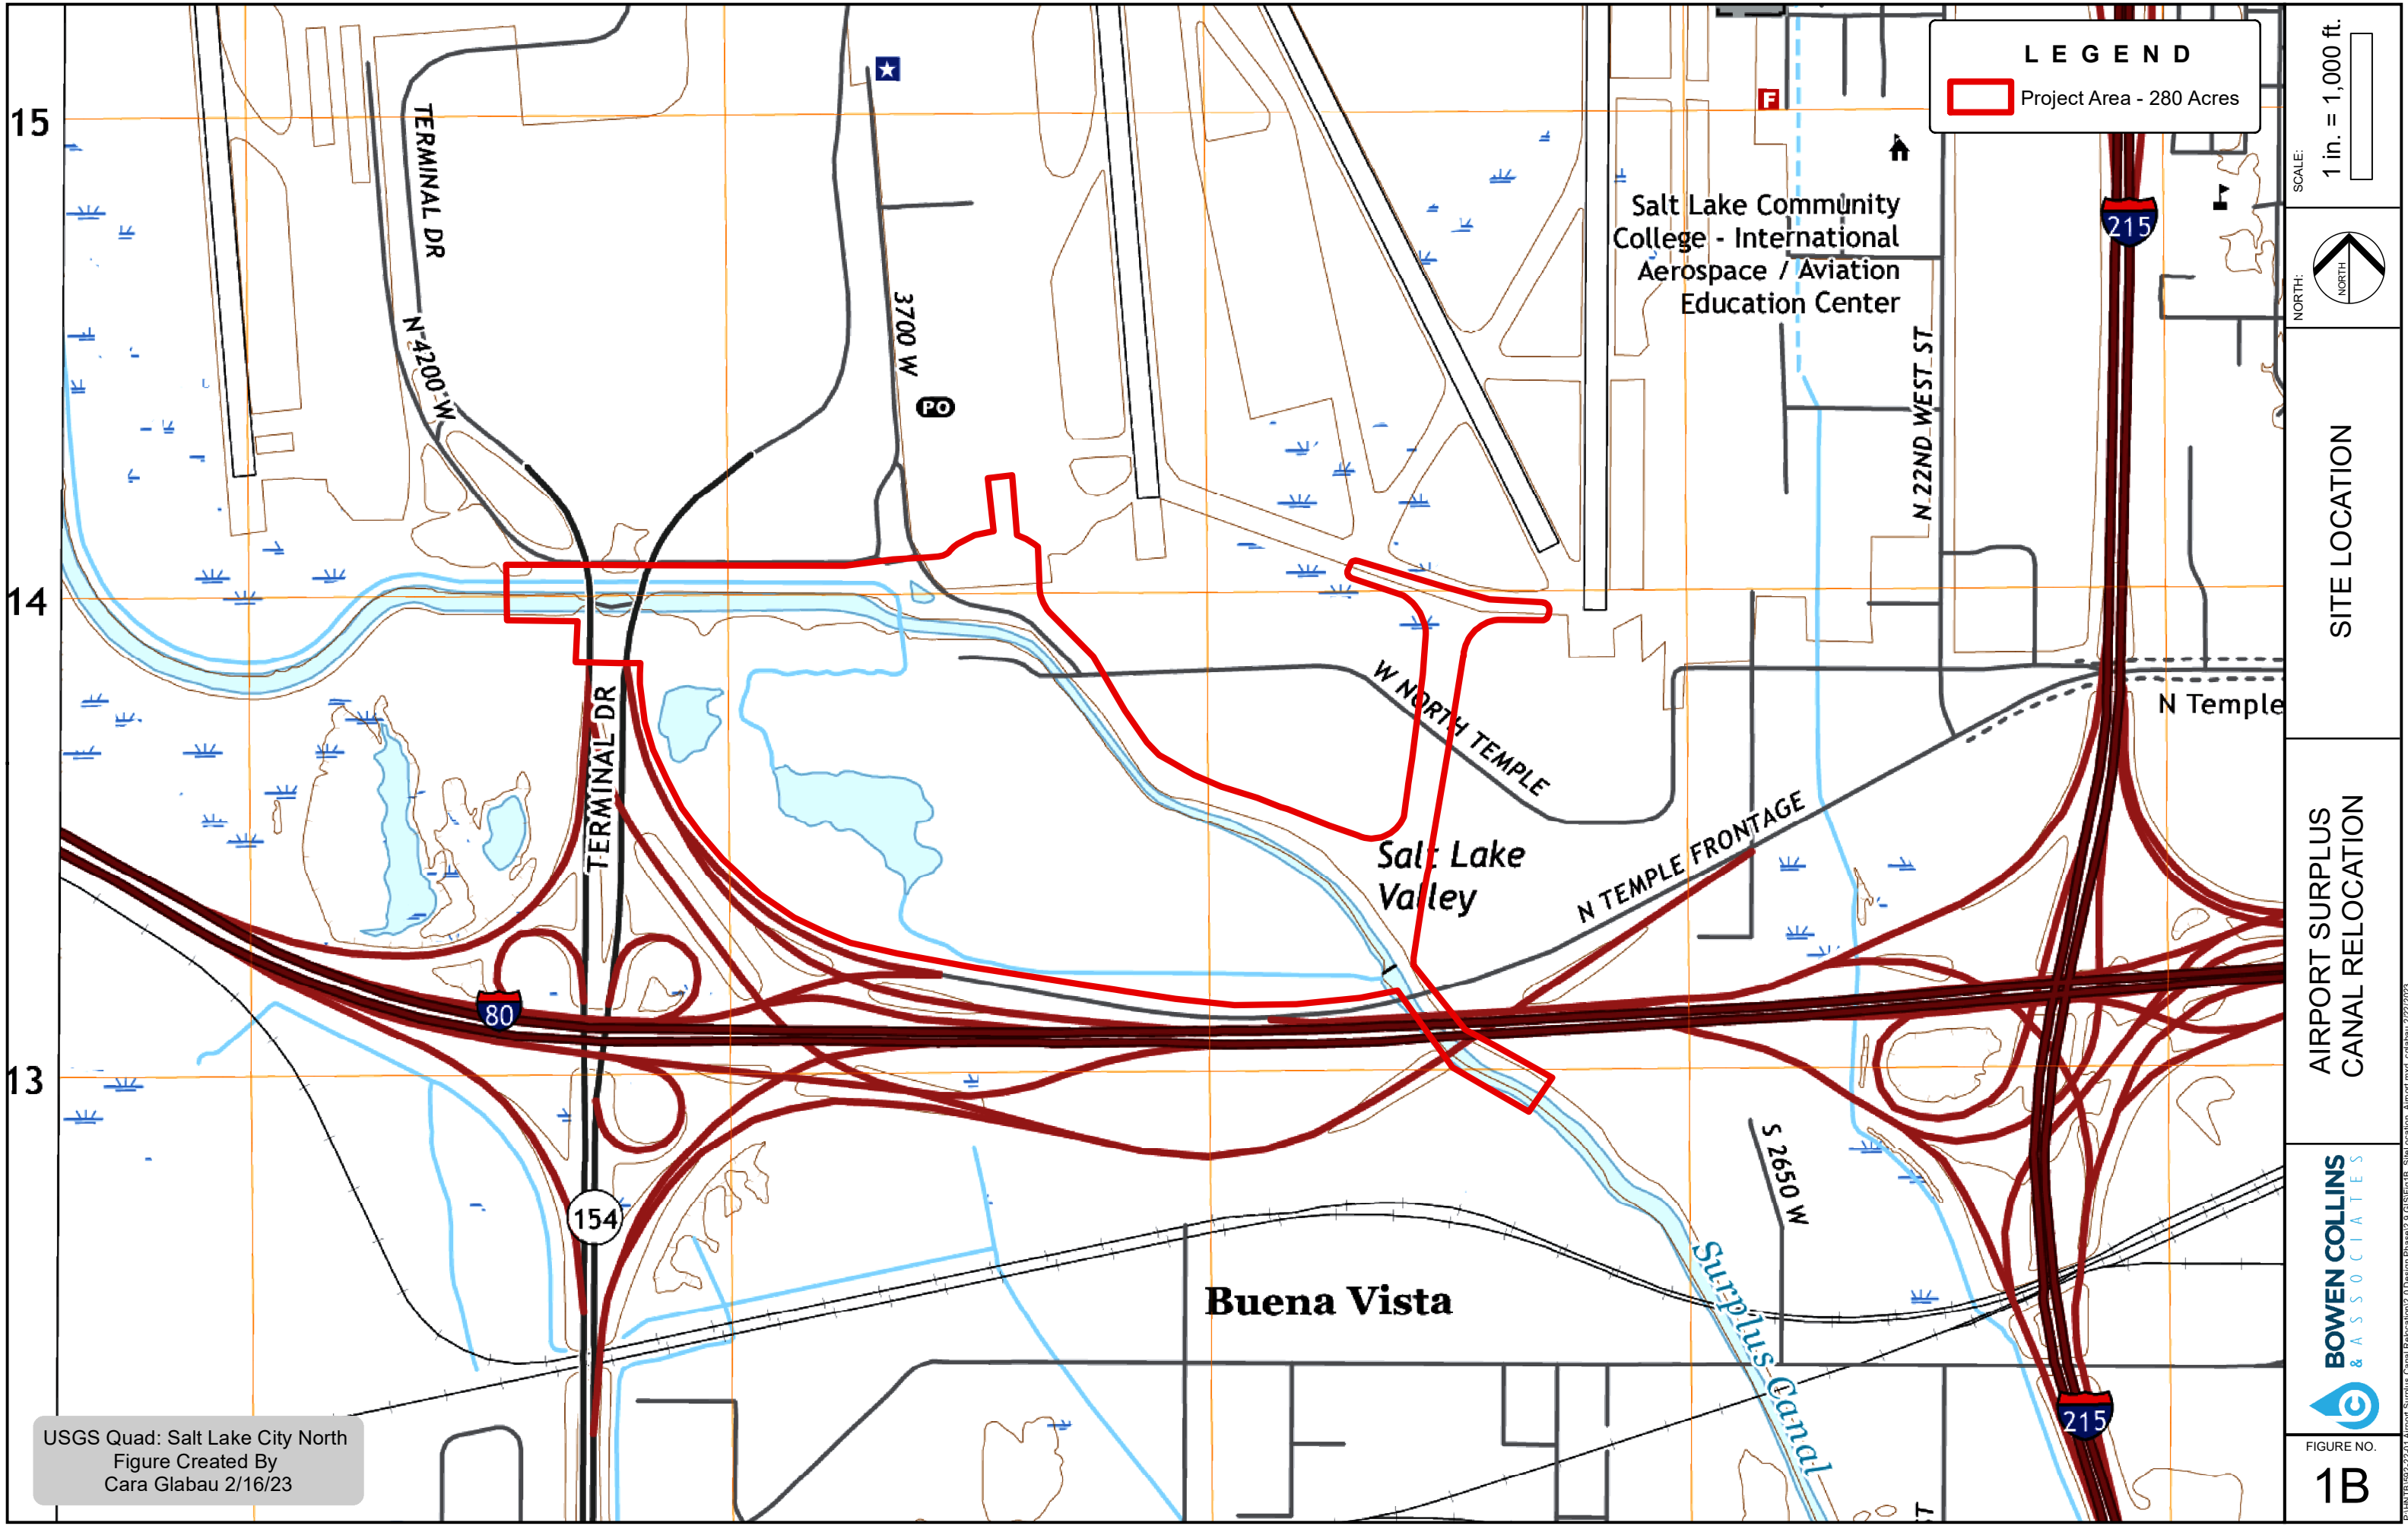 15
14
13
TERMINAL DR
N 4200 W
3700 W
PO
F
Salt Lake Community
College - International
Aerospace / Aviation
Education Center
N 22ND WEST ST
215
L E G E N D
Project Area - 280 Acres
W NORTH TEMPLE
N Temple
TERMINAL DR
Salt Lake
Valley
N TEMPLE FRONTAGE
80
154
S 2650 W
Buena Vista
Surplus Canal
215
ST
USGS Quad: Salt Lake City North
Figure Created By
Cara Glabau 2/16/23
SCALE:
1 in. = 1,000 ft.
NORTH:
NORTH
SITE LOCATION
AIRPORT SURPLUS
CANAL RELOCATION
BOWEN COLLINS
& ASSOCIATES
FIGURE NO.
1B